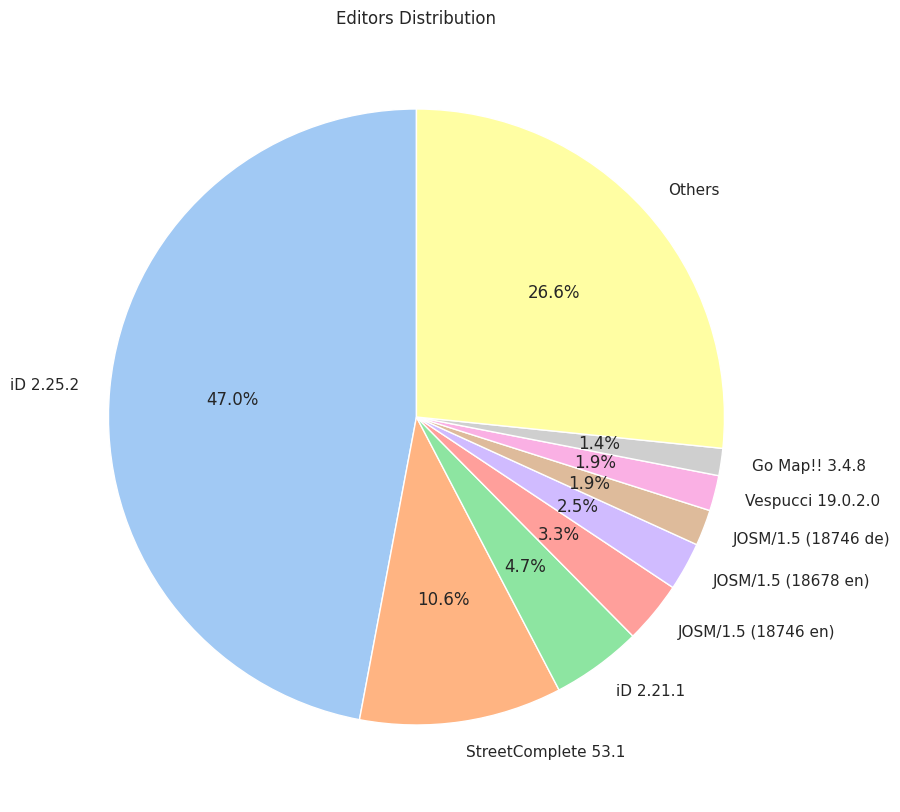 Editors Distribution
Others
26.6%
iD 2.25.2
47.0%
1.4%
Go Map!! 3.4.8
1.9%
Vespucci 19.0.2.0
1.9%
JOSM/1.5 (18746 de)
2.5%
JOSM/1.5 (18678 en)
3.3%
JOSM/1.5 (18746 en)
4.7%
iD 2.21.1
10.6%
StreetComplete 53.1